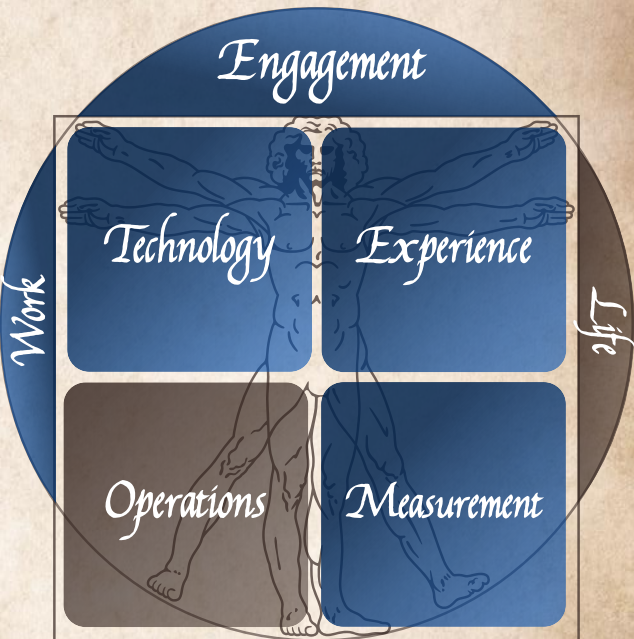 Engagement
Technology
Experience
Work
Life
Operations
Measurement